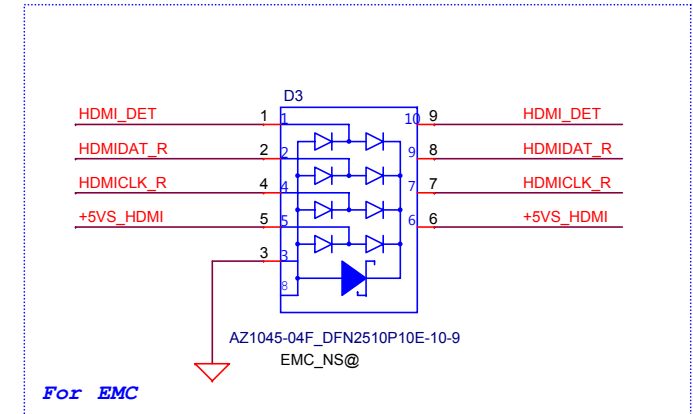 D3
HDMI_DET 1 1 10 9 HDMI_DET
HDMIDAT_R 2 2 9 8 HDMIDAT_R
HDMICLK_R 4 4 7 7 HDMICLK_R
+5VS_HDMI 5 5 6 6 +5VS_HDMI
3 3
8
AZ1045-04F_DFN2510P10E-10-9
EMC_NS@
For EMC